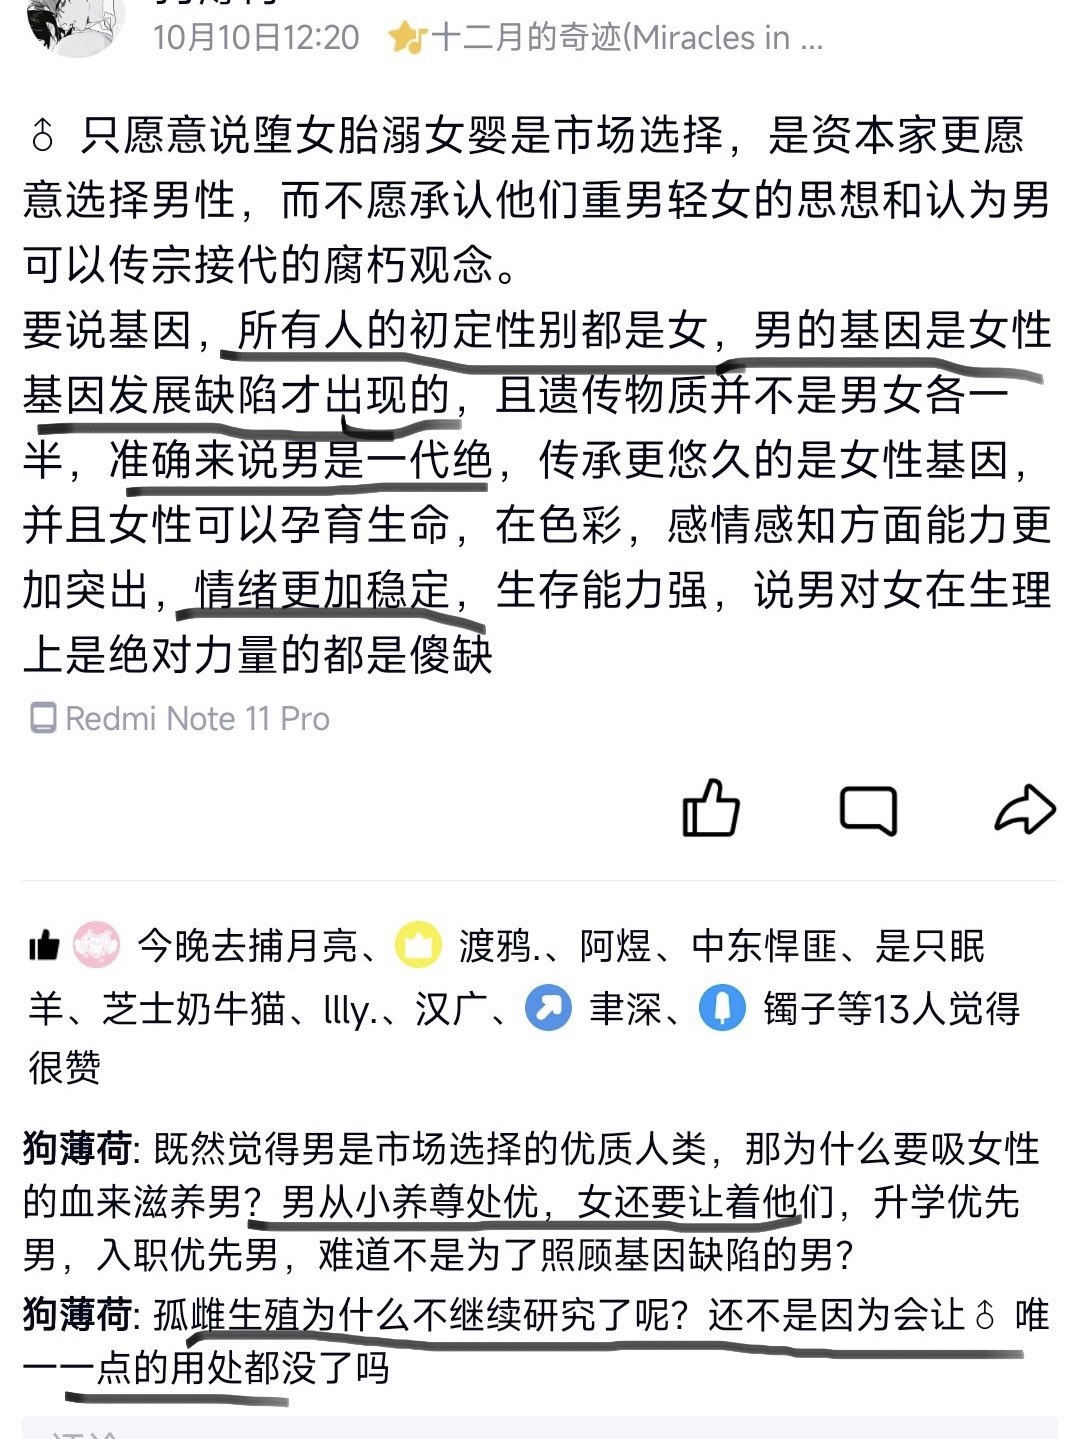 10月10日12:20 十二月的奇迹(Miracles in ...
♂ 只愿意说堕女胎溺女婴是市场选择，是资本家更愿
意选择男性，而不愿承认他们重男轻女的思想和认为男
可以传宗接代的腐朽观念。
要说基因，所有人的初定性别都是女，男的基因是女性
基因发展缺陷才出现的，且遗传物质并不是男女各一
半，准确来说男是一代绝，传承更悠久的是女性基因，
并且女性可以孕育生命，在色彩，感情感知方面能力更
加突出，情绪更加稳定，生存能力强，说男对女在生理
上是绝对力量的都是傻缺
Redmi Note 11 Pro
今晚去捕月亮、渡鸦.、阿煜、中东悍匪、是只眠
羊、芝士奶牛猫、llly.、汉广、聿深、镯子等13人觉得
很赞
狗薄荷: 既然觉得男是市场选择的优质人类，那为什么要吸女性
的血来滋养男？男从小养尊处优，女还要让着他们，升学优先
男，入职优先男，难道不是为了照顾基因缺陷的男？
狗薄荷: 孤雌生殖为什么不继续研究了呢？还不是因为会让♂ 唯
一一点的用处都没了吗